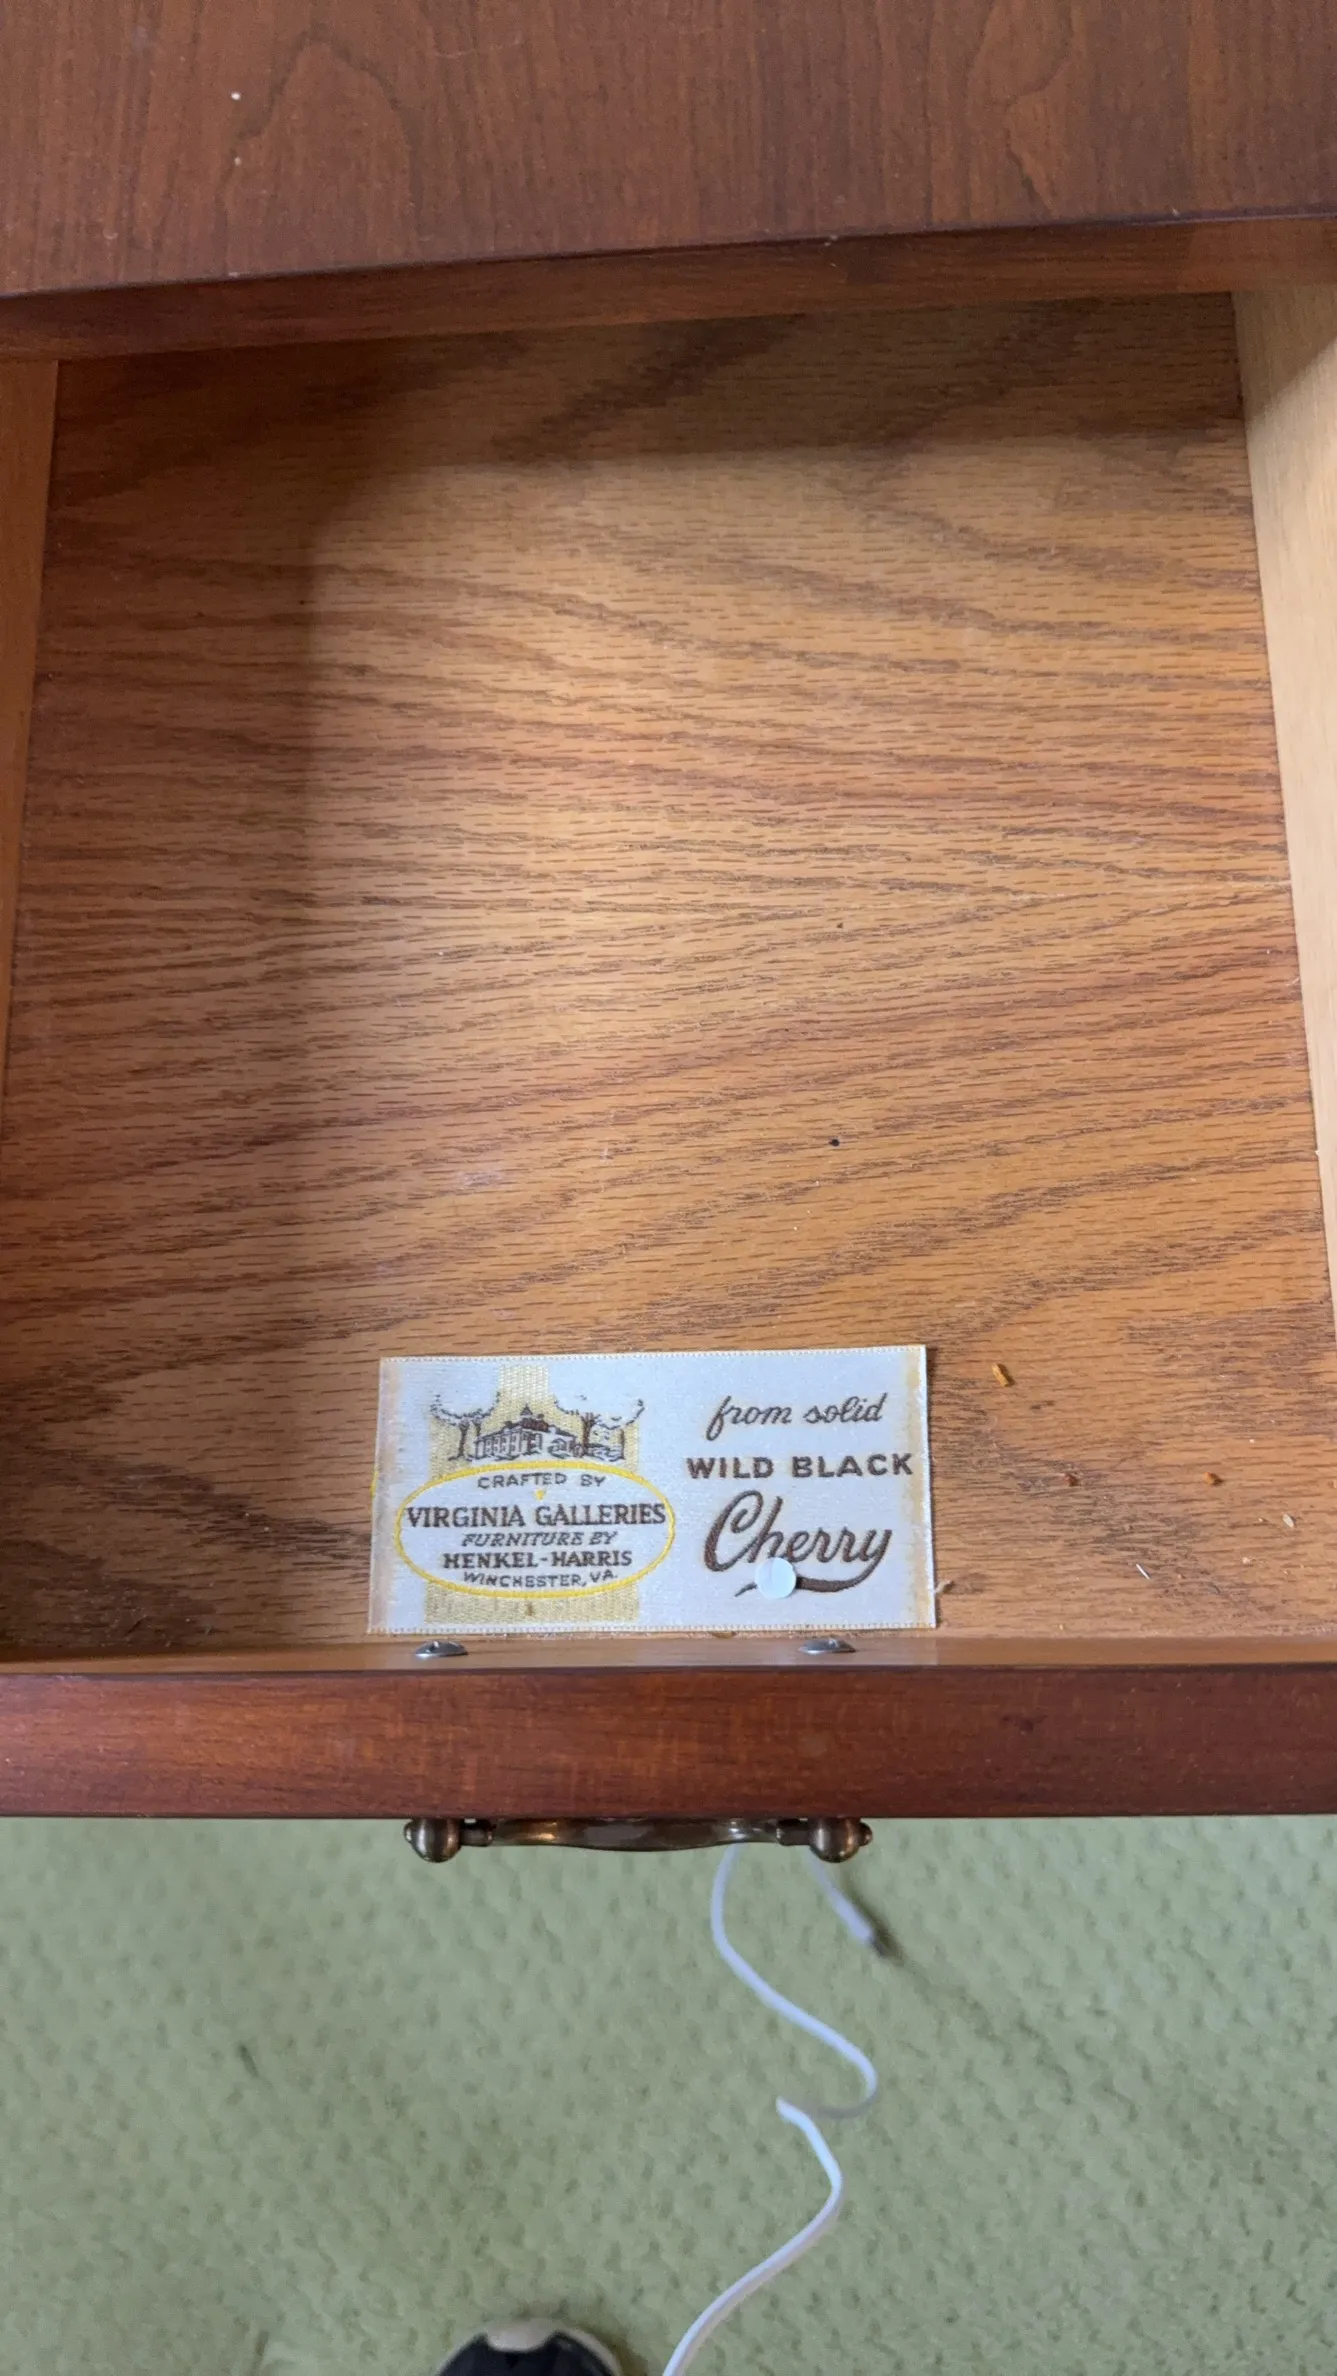 CRAFTED BY
VIRGINIA GALLERIES
FURNITURE BY
HENKEL-HARRIS
WINCHESTER, VA.
from solid
WILD BLACK
Cherry